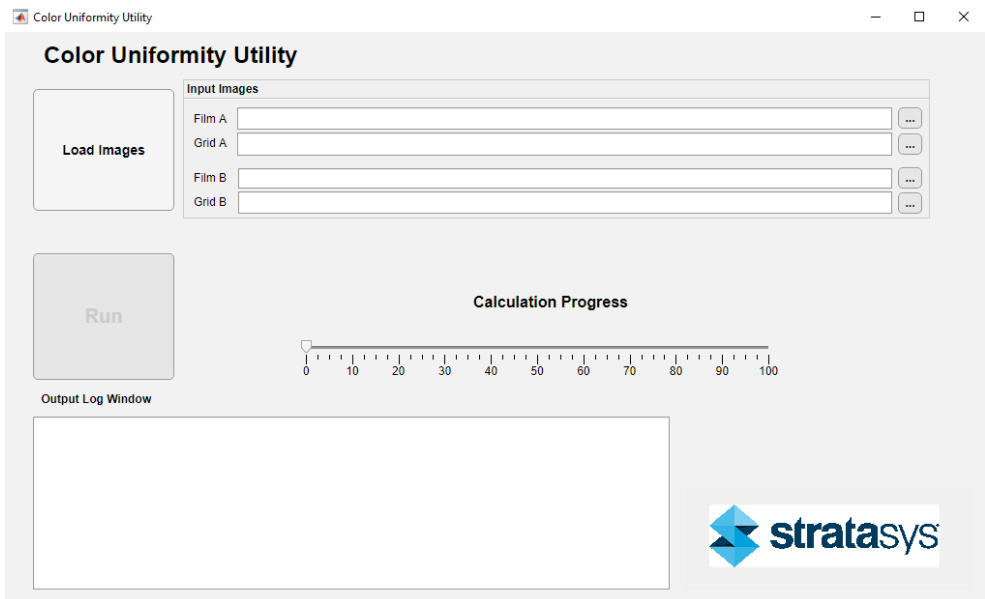 Color Uniformity Utility
Color Uniformity Utility
Load Images
Input Images
Film A
...
Grid A
...
Film B
...
Grid B
...
Run
Calculation Progress
0 10 20 30 40 50 60 70 80 90 100
Output Log Window
stratasys